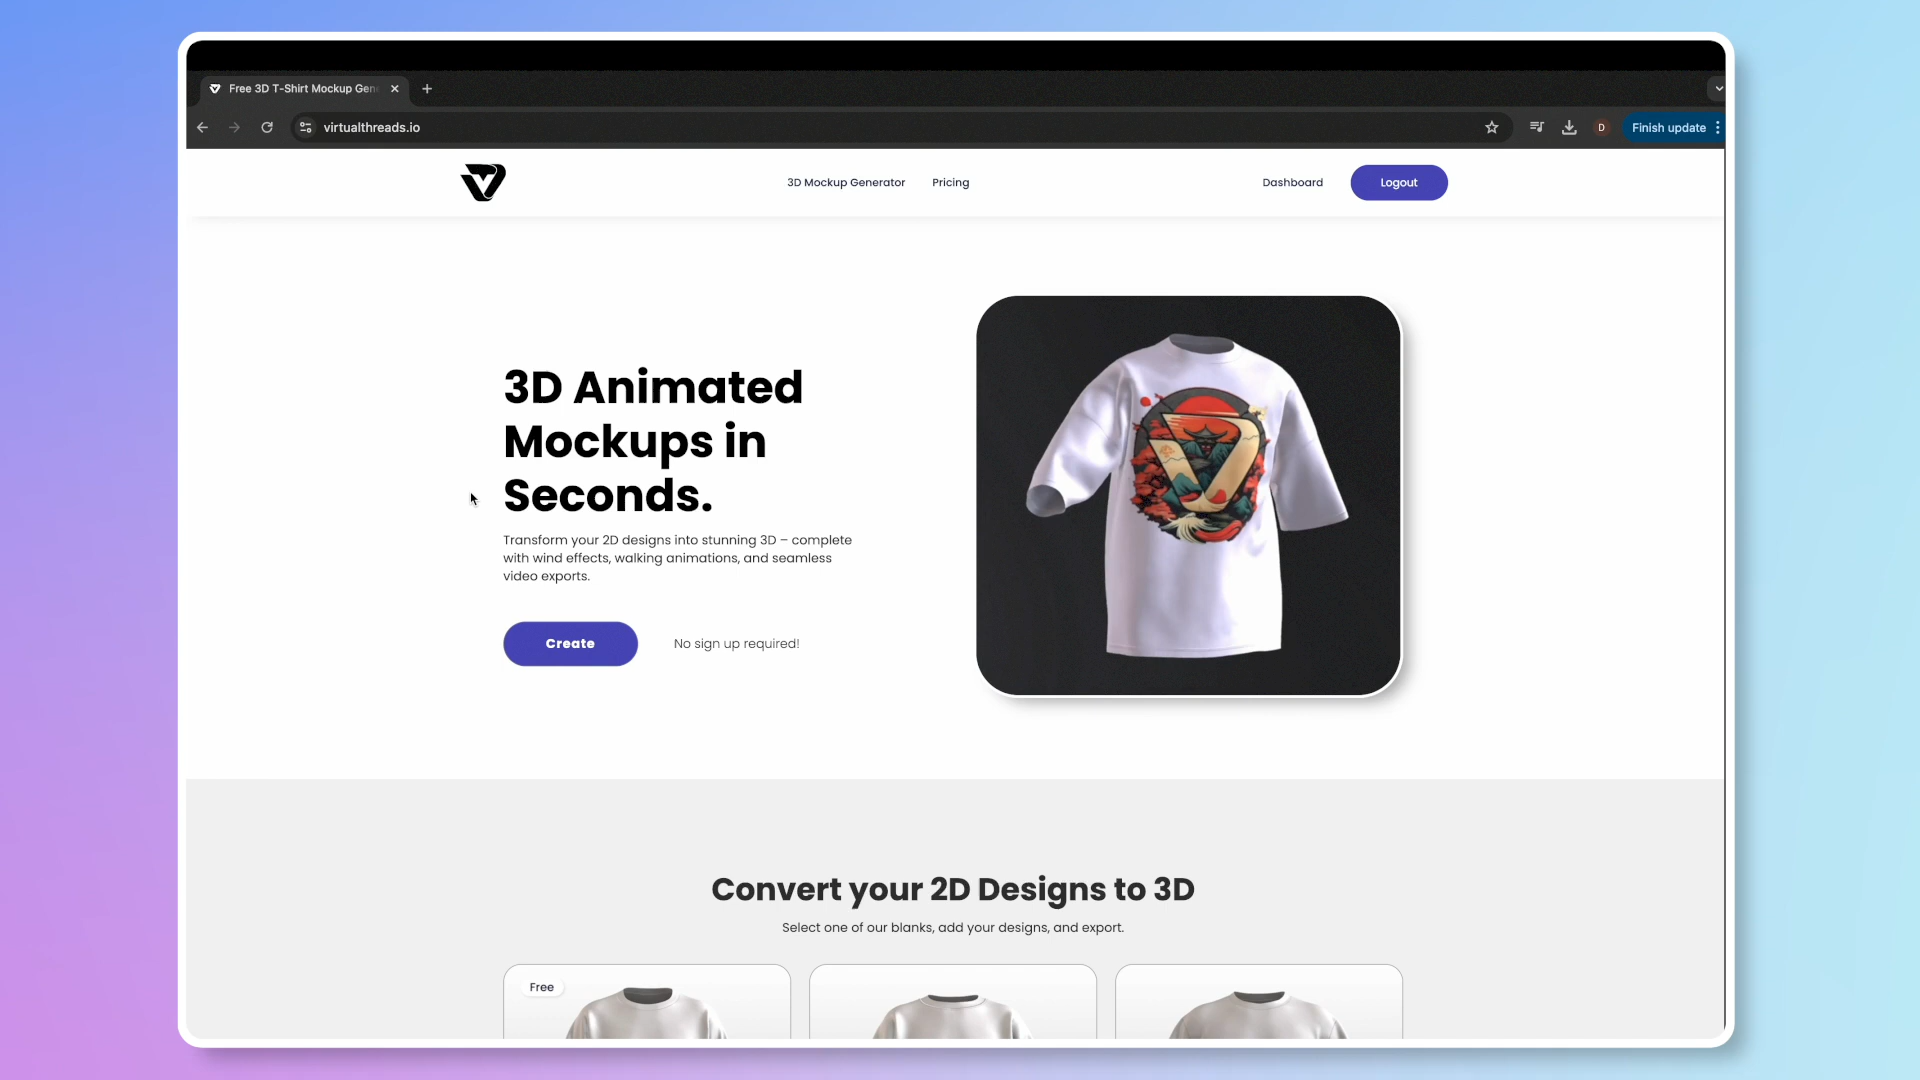 Free 3D T-Shirt Mockup Gen
virtualthreads.io
D
Finish update
3D Mockup Generator
Pricing
Dashboard
Logout
3D Animated
Mockups in
Seconds.
Transform your 2D designs into stunning 3D – complete
with wind effects, walking animations, and seamless
video exports.
Create
No sign up required!
Convert your 2D Designs to 3D
Select one of our blanks, add your designs, and export.
Free